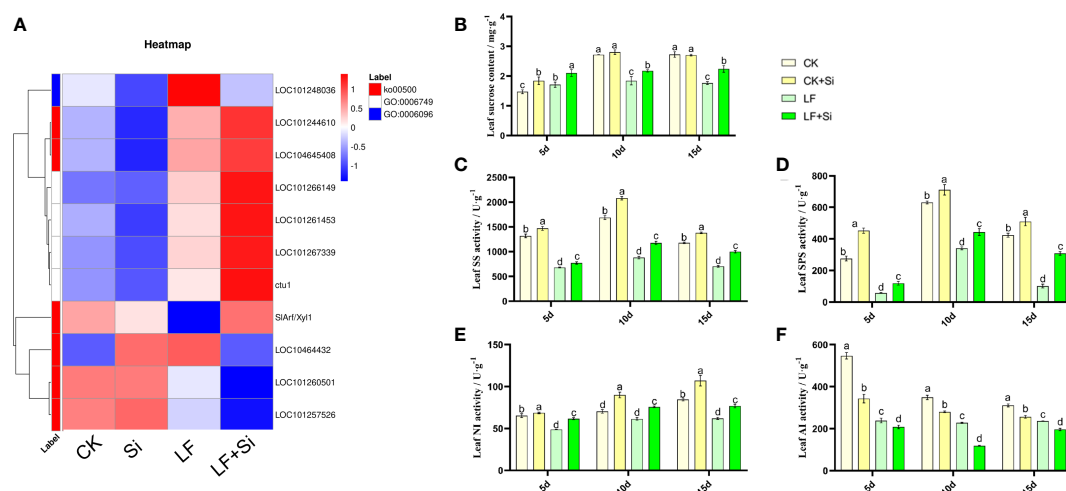 A
Heatmap
Label
ko00500
GO:0006749
GO:0006096
1
0.5
0
-0.5
-1
LOC101248036
LOC101244610
LOC104645408
LOC101266149
LOC101261453
LOC101267339
ctu1
SlArf/Xyl1
LOC10464432
LOC101260501
LOC101257526
Label
CK
Si
LF
LF+Si
B
Leaf sucrose content / mg·g-1
4
3
2
1
0
c b b a
a a c b
a a c b
5d
10d
15d
CK
CK+Si
LF
LF+Si
C
Leaf SS activity / U·g-1
2500
2000
1500
1000
500
0
b a d c
b a d c
b a d c
5d
10d
15d
D
Leaf SPS activity / U·g-1
800
600
400
200
0
b a d c
b a d c
b a d c
5d
10d
15d
E
Leaf NI activity / U·g-1
150
100
50
0
b a d c
d a d b
b a d c
5d
10d
15d
F
Leaf AI activity / U·g-1
600
400
200
0
a b c d
a b c d
a b c d
5d
10d
15d